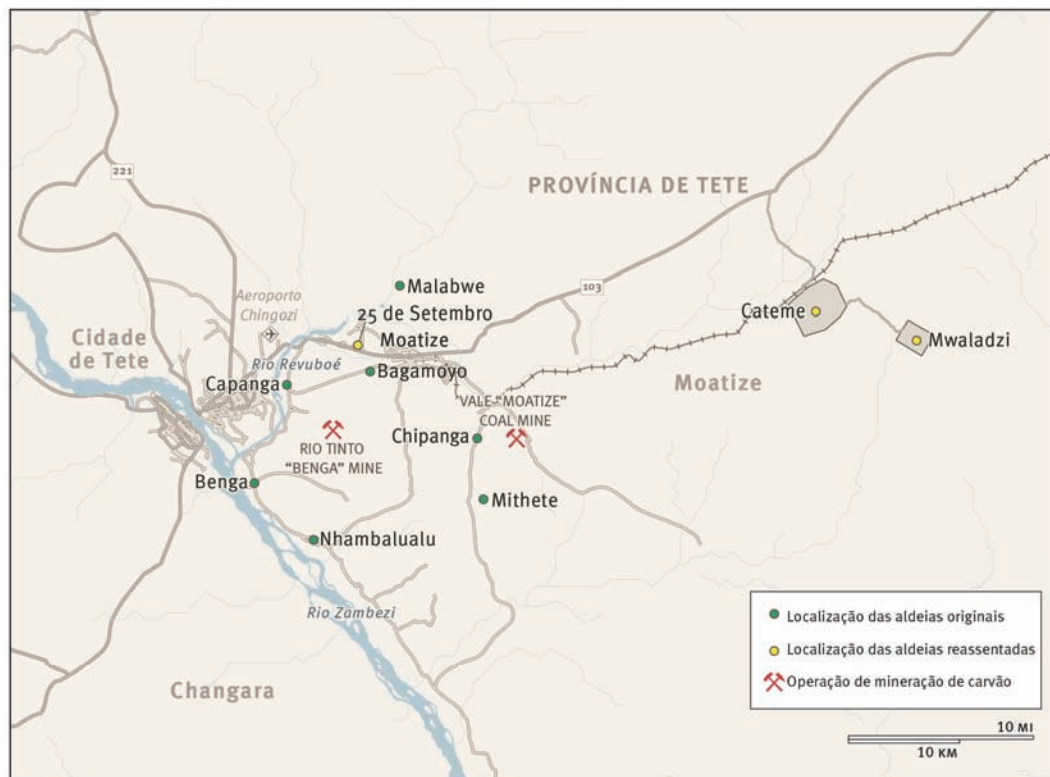 221
PROVÍNCIA DE TETE
Malabwe
103
Aeroporto
Chingozi
25 de Setembro
Cateme
Cidade
de Tete
Moatize
Mwaladzi
Rio Revuboé
Bagamoyo
Capanga
Moatize
VALE-“MOATIZE”
COAL MINE
Chipanga
RIO TINTO
“BENGA” MINE
Benga
Mithete
Nhambalualu
Rio Zambezi
Changara
Localização das aldeias originais
Localização das aldeias reassentadas
Operação de mineração de carvão
10 MI
10 KM